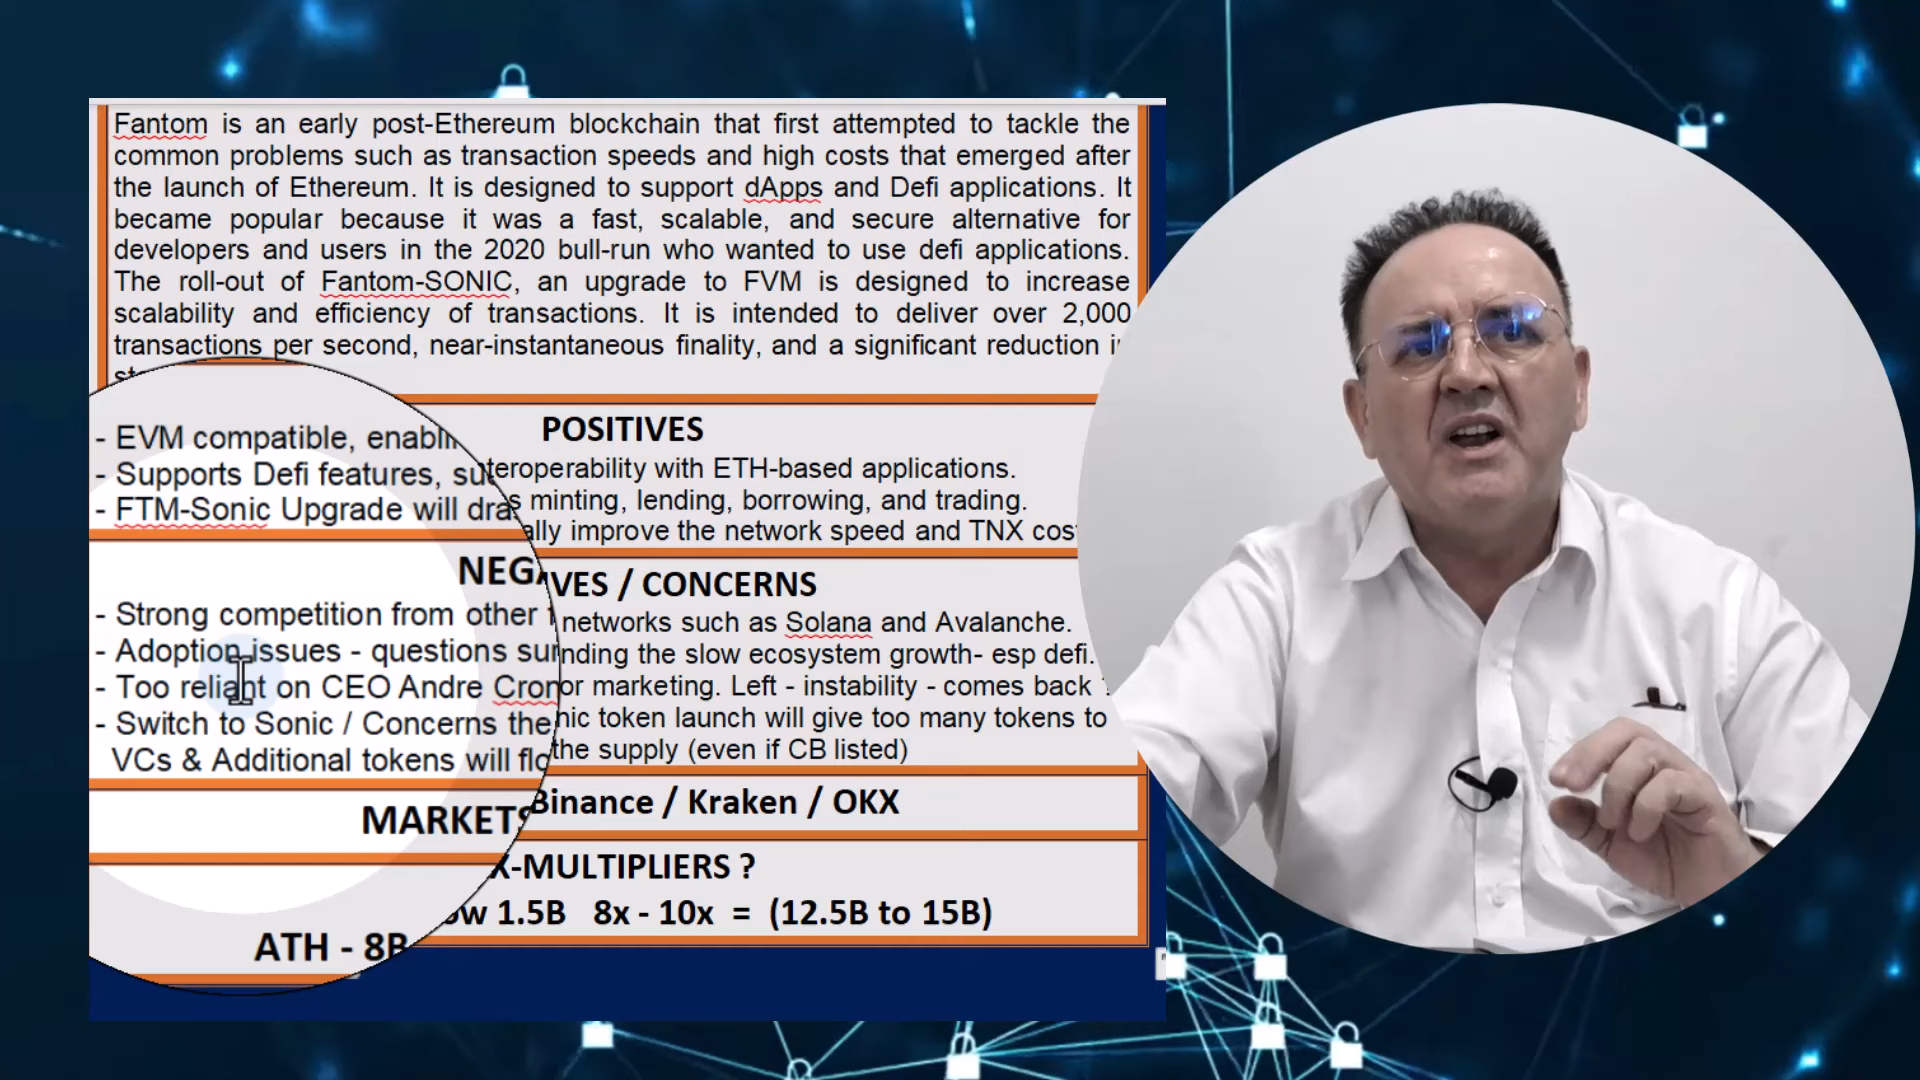 Fantom is an early post-Ethereum blockchain that first attempted to tackle the
common problems such as transaction speeds and high costs that emerged after
the launch of Ethereum. It is designed to support dApps and Defi applications. It
became popular because it was a fast, scalable, and secure alternative for
developers and users in the 2020 bull-run who wanted to use defi applications.
The roll-out of Fantom-SONIC, an upgrade to FVM is designed to increase
scalability and efficiency of transactions. It is intended to deliver over 2,000
transactions per second, near-instantaneous finality, and a significant reduction
POSITIVES
- EVM compatible, teroperability with ETH-based applications.
- Supports Defi features, s minting, lending, borrowing, and trading.
- FTM-Sonic Upgrade will dra ally improve the network speed and TNX cos
NEGA VES / CONCERNS
- Strong competition from other networks such as Solana and Avalanche.
- Adoption issues - questions sur nding the slow ecosystem growth- esp defi.
- Too reliant on CEO Andre Cron or marketing. Left - instability - comes back ?
- Switch to Sonic / Concerns the nic token launch will give too many tokens to
VCs & Additional tokens will flo the supply (even if CB listed)
MARKETS Binance / Kraken / OKX
X-MULTIPLIERS ?
ATH - 8B ow 1.5B 8x - 10x = (12.5B to 15B)